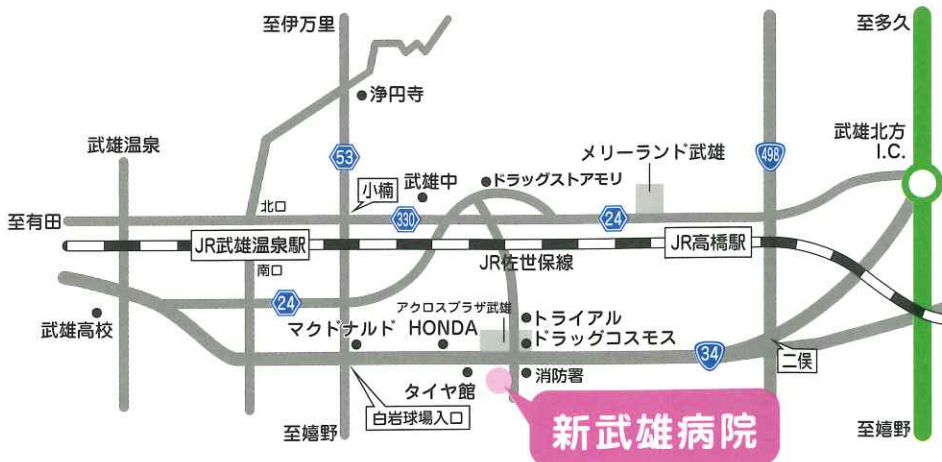 至伊万里
至多久
浄円寺
武雄温泉
53
メリーランド武雄
498
武雄北方
I.C.
小楠
武雄中
ドラッグストアモリ
至有田
北口
330
24
JR武雄温泉駅
JR佐世保線
JR高橋駅
南口
24
武雄高校
アクロスプラザ武雄
マクドナルド
HONDA
トライアル
ドラッグコスモス
34
二俣
タイヤ館
消防署
白岩球場入口
新武雄病院
至嬉野
至嬉野